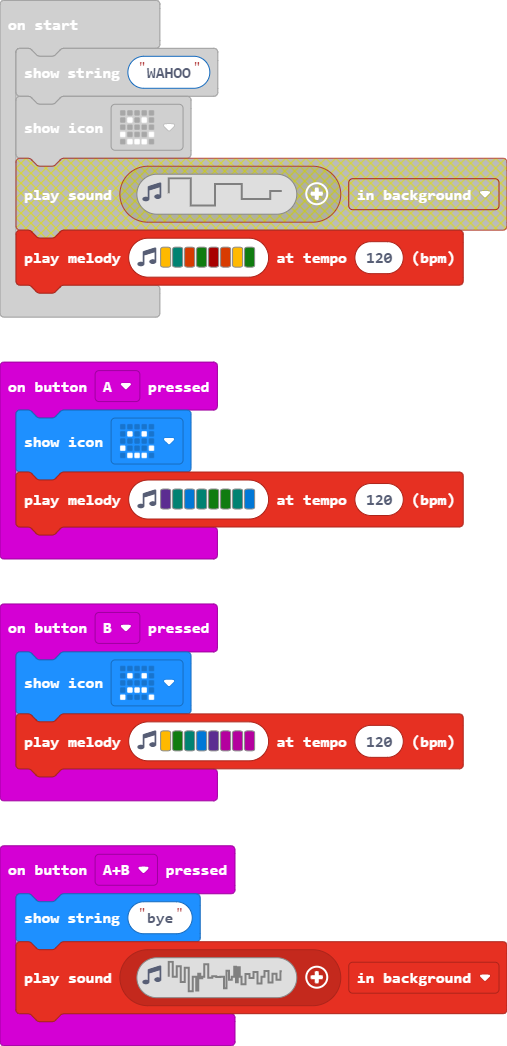 on start
show string "WAHOO"
show icon
play sound in background
play melody at tempo 120 (bpm)
on button A pressed
show icon
play melody at tempo 120 (bpm)
on button B pressed
show icon
play melody at tempo 120 (bpm)
on button A+B pressed
show string "bye"
play sound in background